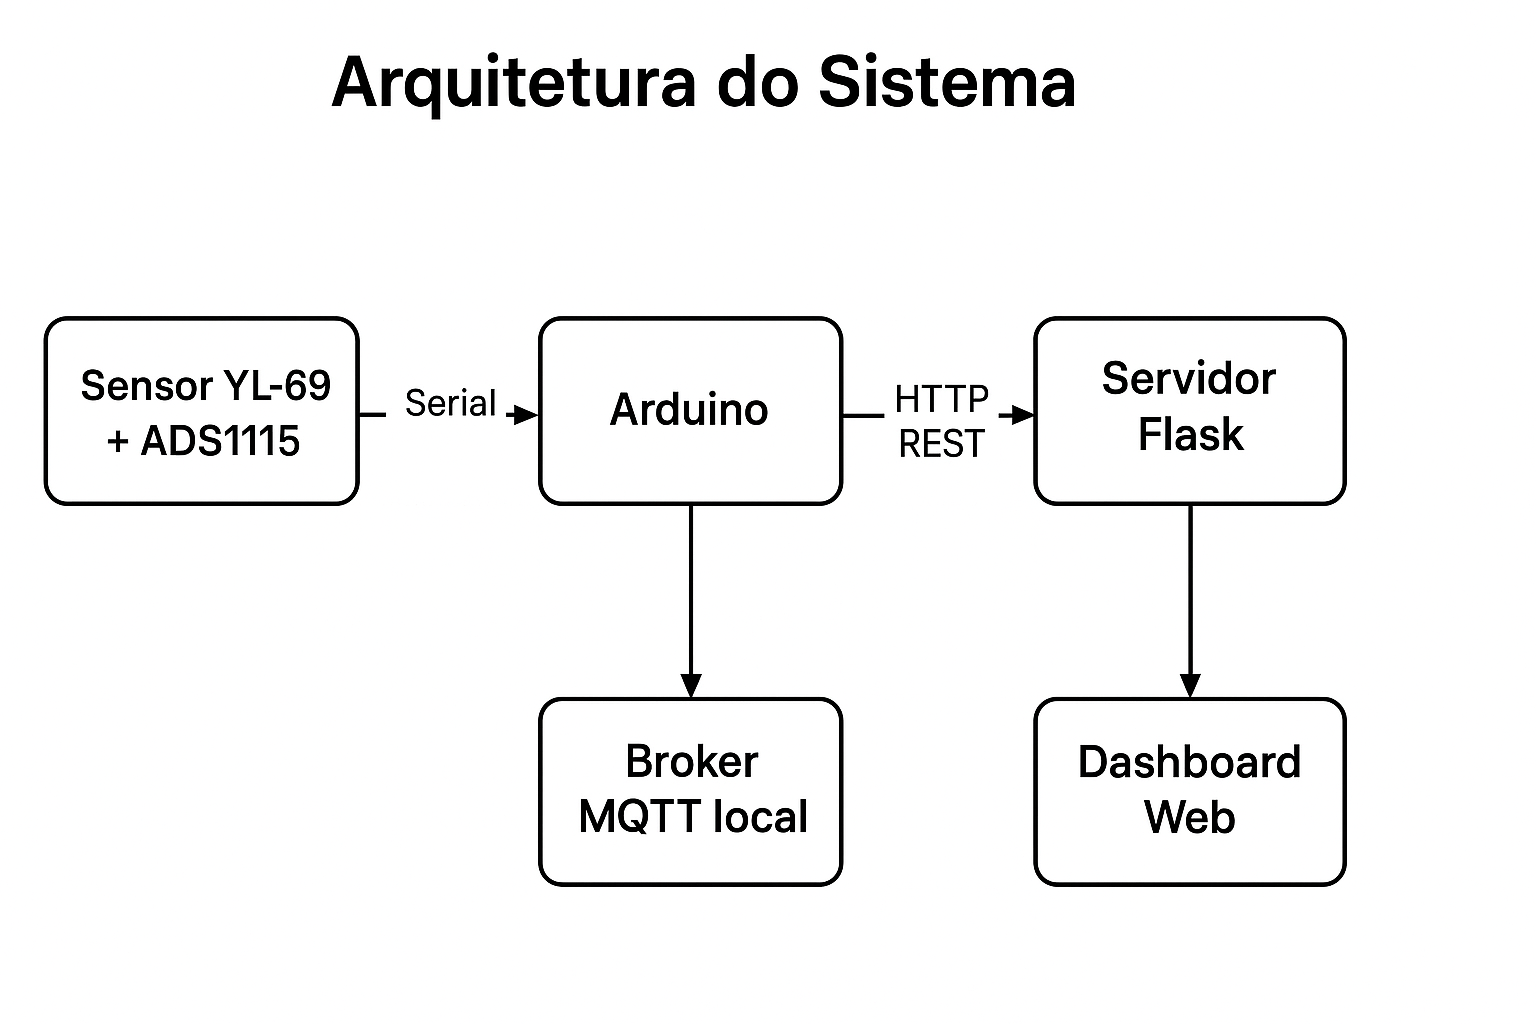 Arquitetura do Sistema
Sensor YL-69
+ ADS1115
Serial
Arduino
HTTP
REST
Servidor
Flask
Broker
MQTT local
Dashboard
Web